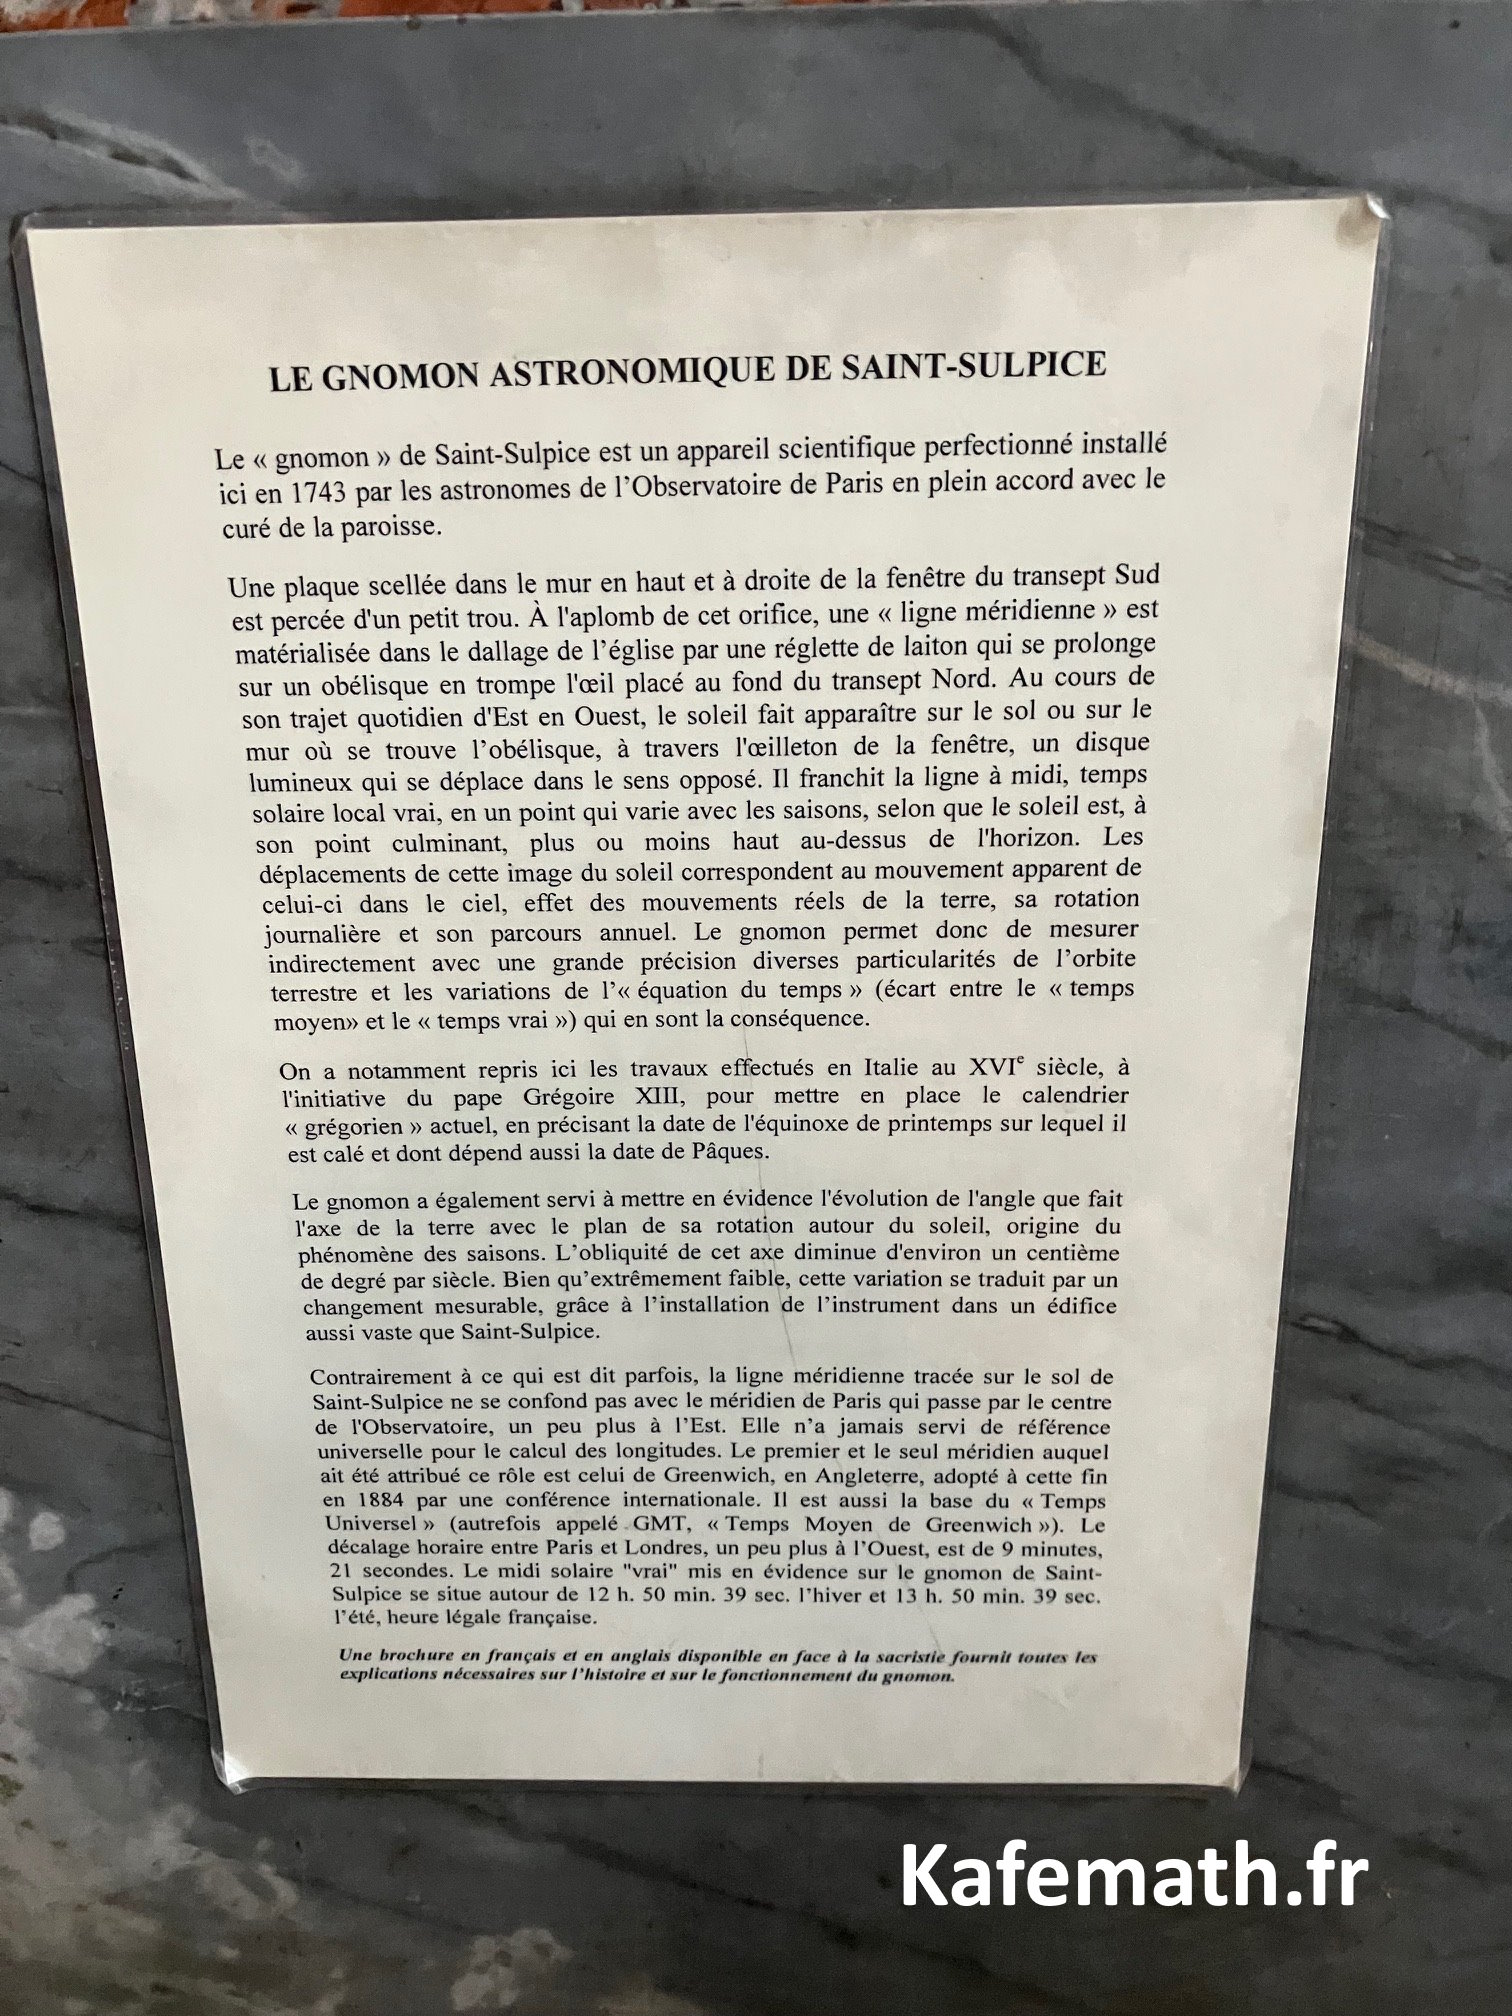 LE GNOMON ASTRONOMIQUE DE SAINT-SULPICE
Le « gnomon » de Saint-Sulpice est un appareil scientifique perfectionné installé
ici en 1743 par les astronomes de l’Observatoire de Paris en plein accord avec le
curé de la paroisse.
Une plaque scellée dans le mur en haut et à droite de la fenêtre du transept Sud
est percée d'un petit trou. À l'aplomb de cet orifice, une « ligne méridienne » est
matérialisée dans le dallage de l’église par une réglette de laiton qui se prolonge
sur un obélisque en trompe l'œil placé au fond du transept Nord. Au cours de
son trajet quotidien d'Est en Ouest, le soleil fait apparaître sur le sol ou sur le
mur où se trouve l’obélisque, à travers l'œilleton de la fenêtre, un disque
lumineux qui se déplace dans le sens opposé. Il franchit la ligne à midi, temps
solaire local vrai, en un point qui varie avec les saisons, selon que le soleil est, à
son point culminant, plus ou moins haut au-dessus de l'horizon. Les
déplacements de cette image du soleil correspondent au mouvement apparent de
celui-ci dans le ciel, effet des mouvements réels de la terre, sa rotation
journalière et son parcours annuel. Le gnomon permet donc de mesurer
indirectement avec une grande précision diverses particularités de l’orbite
terrestre et les variations de l’« équation du temps » (écart entre le « temps
moyen» et le « temps vrai ») qui en sont la conséquence.
On a notamment repris ici les travaux effectués en Italie au XVIe siècle, à
l'initiative du pape Grégoire XIII, pour mettre en place le calendrier
« grégorien » actuel, en précisant la date de l'équinoxe de printemps sur lequel il
est calé et dont dépend aussi la date de Pâques.
Le gnomon a également servi à mettre en évidence l'évolution de l'angle que fait
l'axe de la terre avec le plan de sa rotation autour du soleil, origine du
phénomène des saisons. L’obliquité de cet axe diminue d'environ un centième
de degré par siècle. Bien qu’extrêmement faible, cette variation se traduit par un
changement mesurable, grâce à l’installation de l’instrument dans un édifice
aussi vaste que Saint-Sulpice.
Contrairement à ce qui est dit parfois, la ligne méridienne tracée sur le sol de
Saint-Sulpice ne se confond pas avec le méridien de Paris qui passe par le centre
de l'Observatoire, un peu plus à l’Est. Elle n’a jamais servi de référence
universelle pour le calcul des longitudes. Le premier et le seul méridien auquel
ait été attribué ce rôle est celui de Greenwich, en Angleterre, adopté à cette fin
en 1884 par une conférence internationale. Il est aussi la base du « Temps
Universel » (autrefois appelé GMT, « Temps Moyen de Greenwich »). Le
décalage horaire entre Paris et Londres, un peu plus à l’Ouest, est de 9 minutes,
21 secondes. Le midi solaire "vrai" mis en évidence sur le gnomon de Saint-
Sulpice se situe autour de 12 h. 50 min. 39 sec. l’hiver et 13 h. 50 min. 39 sec.
l’été, heure légale française.
Une brochure en français et en anglais disponible en face à la sacristie fournit toutes les
explications nécessaires sur l’histoire et sur le fonctionnement du gnomon.
Kafemath.fr